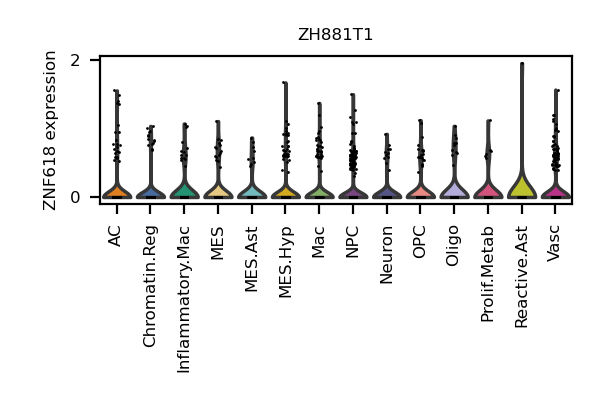 ZH881T1
ZNF618 expression
2
0
AC
Chromatin.Reg
Inflammatory.Mac
MES
MES.Ast
MES.Hyp
Mac
NPC
Neuron
OPC
Oligo
Prolif.Metab
Reactive.Ast
Vasc